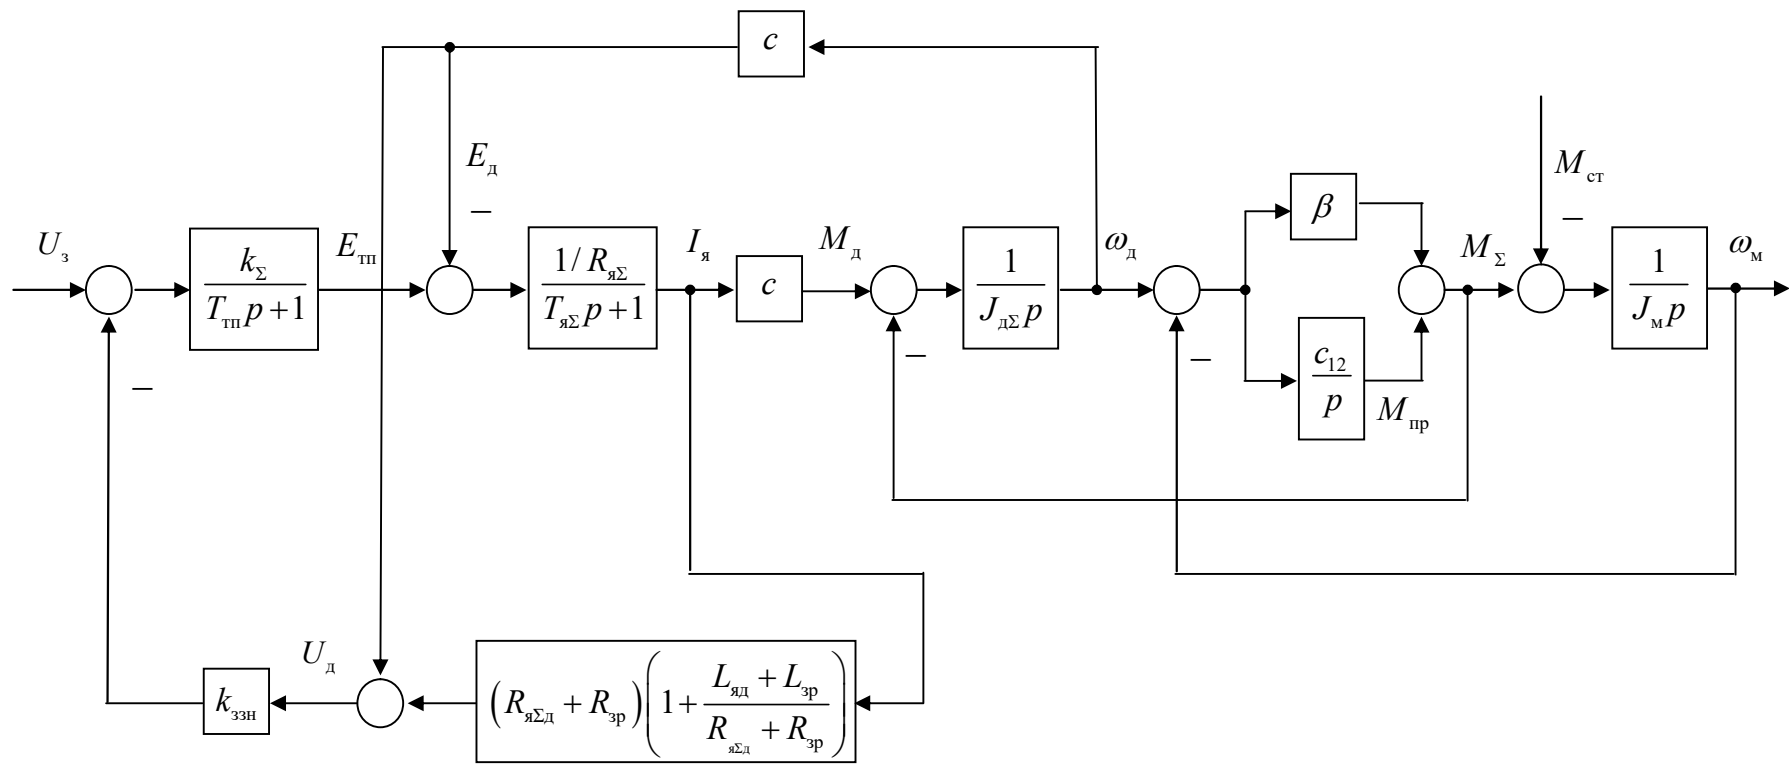 c
E_д
−
M_ст
−
U_з
k_Σ
T_тп p + 1
E_тп
1/ R_яΣ
T_яΣ p + 1
I_я
c
M_д
−
1
J_дΣ p
ω_д
−
β
c_12
p
M_пр
M_Σ
1
J_м p
ω_м
−
U_д
k_ззн
(R_яΣд + R_зр)(1 + (L_яд + L_зр) / (R_яΣд + R_зр))